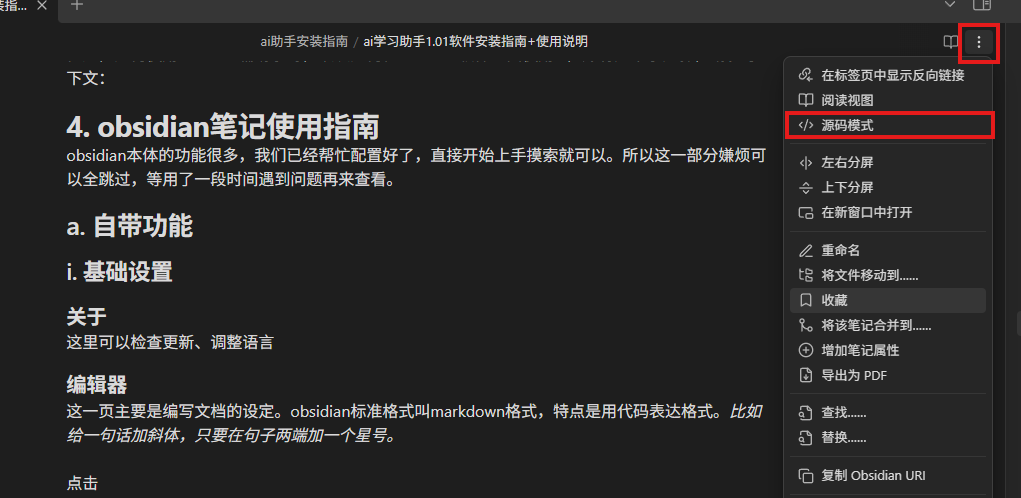 装指...
ai助手安装指南 / ai学习助手1.01软件安装指南+使用说明
下文：
4. obsidian笔记使用指南
obsidian本体的功能很多，我们已经帮忙配置好了，直接开始上手摸索就可以。所以这一部分嫌烦可
以全跳过，等用了一段时间遇到问题再来查看。
a. 自带功能
i. 基础设置
关于
这里可以检查更新、调整语言
编辑器
这一页主要是编写文档的设定。obsidian标准格式叫markdown格式，特点是用代码表达格式。比如
给一句话加斜体，只要在句子两端加一个星号。
点击
在标签页中显示反向链接
阅读视图
源码模式
左右分屏
上下分屏
在新窗口中打开
重命名
将文件移动到......
收藏
将该笔记合并到......
增加笔记属性
导出为 PDF
查找......
替换......
复制 Obsidian URI